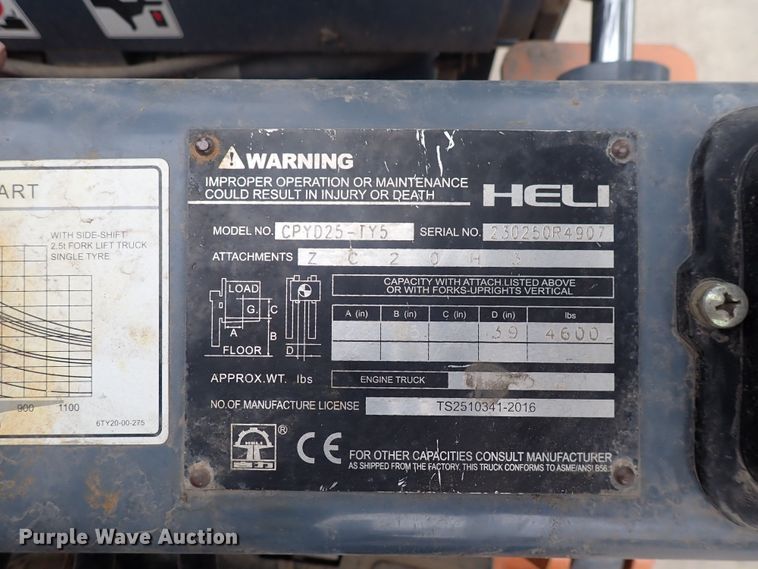 ART
WITH SIDE-SHIFT
2.5t FORK LIFT TRUCK
SINGLE TYRE
900 1100
6TY20-00-275
WARNING
IMPROPER OPERATION OR MAINTENANCE
COULD RESULT IN INJURY OR DEATH
HELI
MODEL NO. CPYD25-TY5 SERIAL NO. 230250R4907
ATTACHMENTS ZC20H3
LOAD
G.
C
A
B
FLOOR
D
CAPACITY WITH ATTACH.LISTED ABOVE
OR WITH FORKS-UPRIGHTS VERTICAL
A (in) B (in) C (in) D (in) lbs
39 4600
APPROX.WT. lbs ENGINE TRUCK
NO.OF MANUFACTURE LICENSE TS2510341-2016
HELI
®
CE
FOR OTHER CAPACITIES CONSULT MANUFACTURER
AS SHIPPED FROM THE FACTORY. THIS TRUCK CONFORMS TO ASME/ANSI B56.1
Purple Wave Auction